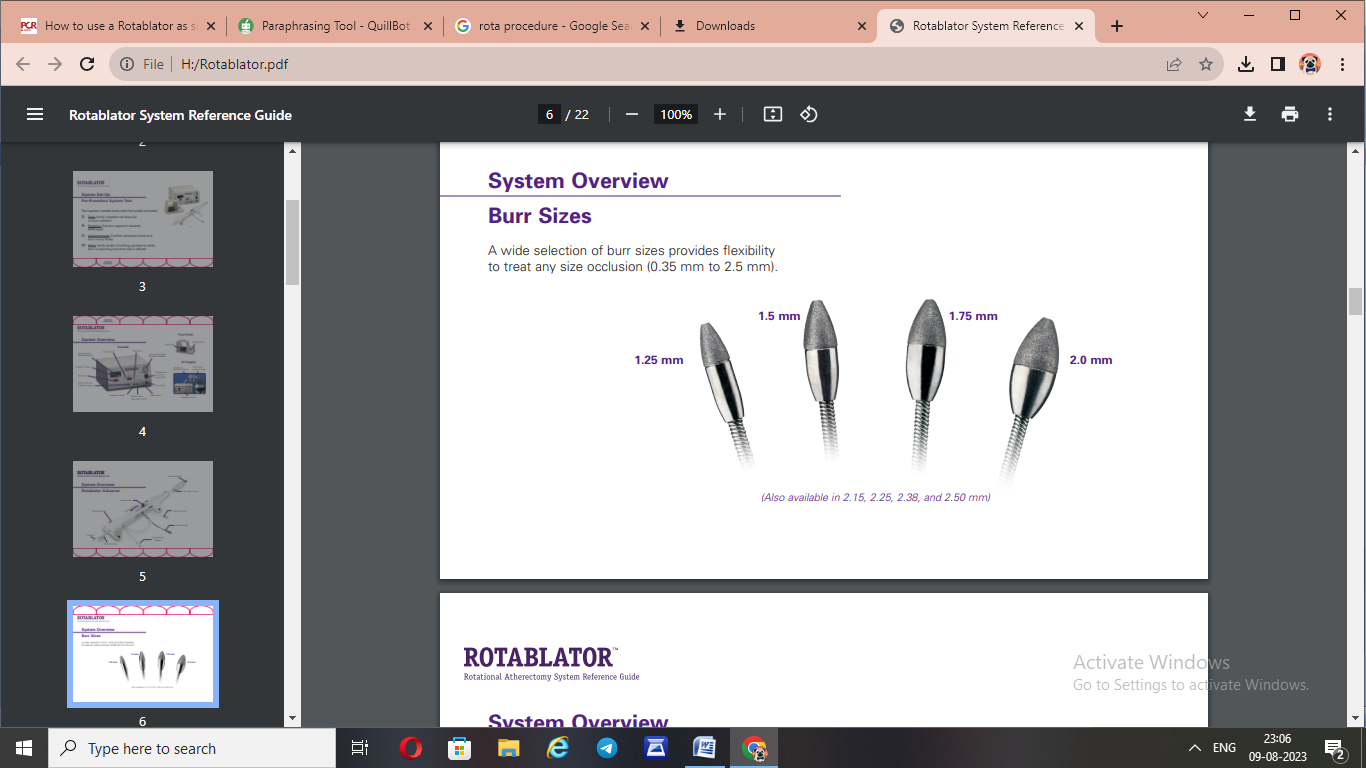 How to use a Rotablator as s
Paraphrasing Tool - QuillBot
rota procedure - Google Sea
Downloads
Rotablator System Reference
File
H:/Rotablator.pdf
Rotablator System Reference Guide
6 / 22
100%
2
3
4
5
6
System Overview
Burr Sizes
A wide selection of burr sizes provides flexibility
to treat any size occlusion (0.35 mm to 2.5 mm).
1.25 mm
1.5 mm
1.75 mm
2.0 mm
(Also available in 2.15, 2.25, 2.38, and 2.50 mm)
ROTABLATOR™
Rotational Atherectomy System Reference Guide
System Overview
Activate Windows
Go to Settings to activate Windows.
Type here to search
ENG
23:06
09-08-2023
2